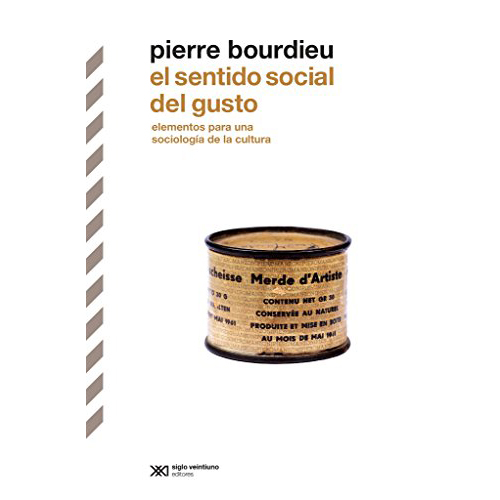 pierre bourdieu
el sentido social
del gusto
elementos para una
sociología de la cultura
Merde d'Artiste
CONTENU NET GR 30
CONSERVÉE AU NATUREL
PRODUITE ET MISE EN BOITE
AU MOIS DE MAI 1961
siglo veintiuno
editores